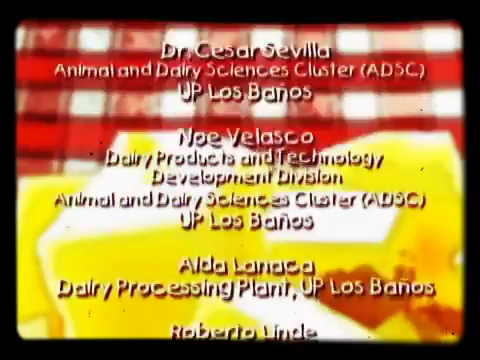 Dr. Cesar Sevilla
Animal and Dairy Sciences Cluster (ADSC)
UP Los Baños
Noe Velasco
Dairy Products and Technology
Development Division
Animal and Dairy Sciences Cluster (ADSC)
UP Los Baños
Alda Lanaca
Dairy Processing Plant, UP Los Baños
Roberto Linde